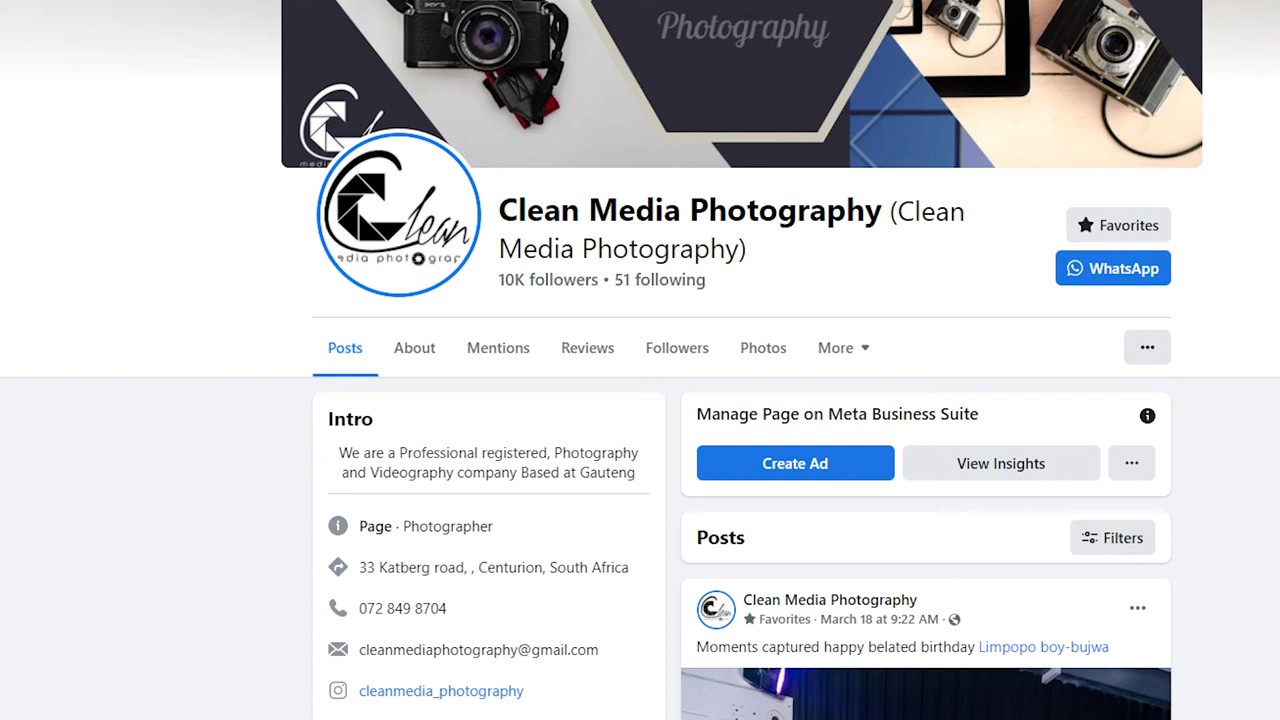 Photography
Clean
media photograp
Clean Media Photography (Clean
Media Photography)
10K followers • 51 following
Favorites
WhatsApp
Posts
About
Mentions
Reviews
Followers
Photos
More
Intro
We are a Professional registered, Photography
and Videography company Based at Gauteng
Page · Photographer
33 Katberg road, , Centurion, South Africa
072 849 8704
cleanmediaphotography@gmail.com
cleanmedia_photography
Manage Page on Meta Business Suite
Create Ad
View Insights
Posts
Filters
Clean Media Photography
Favorites · March 18 at 9:22 AM ·
Moments captured happy belated birthday Limpopo boy-bujwa